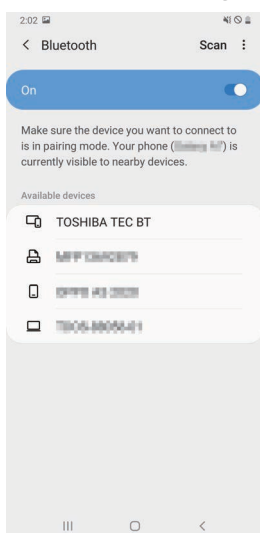 2:02
Bluetooth
Scan
On
Make sure the device you want to connect to
is in pairing mode. Your phone () is
currently visible to nearby devices.
Available devices
TOSHIBA TEC BT